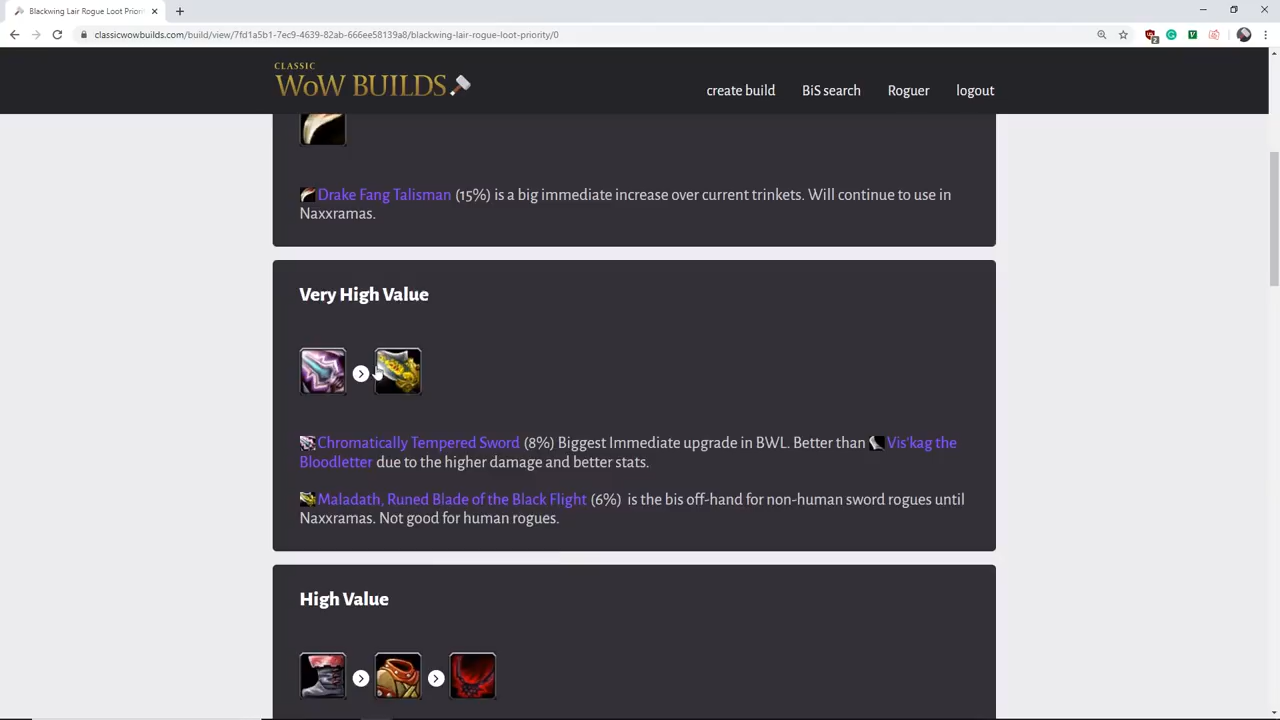 Blackwing Lair Rogue Loot Priorit
classicwowbuilds.com/build/view/7fd1a5b1-7ec9-4639-82ab-666ee58139a8/blackwing-lair-rogue-loot-priority/0
CLASSIC
WoW BUILDS
create build
BiS search
Roguer
logout
Drake Fang Talisman (15%) is a big immediate increase over current trinkets. Will continue to use in
Naxxramas.
Very High Value
Chromatically Tempered Sword (8%) Biggest Immediate upgrade in BWL. Better than Vis'kag the
Bloodletter due to the higher damage and better stats.
Maladath, Runed Blade of the Black Flight (6%) is the bis off-hand for non-human sword rogues until
Naxxramas. Not good for human rogues.
High Value